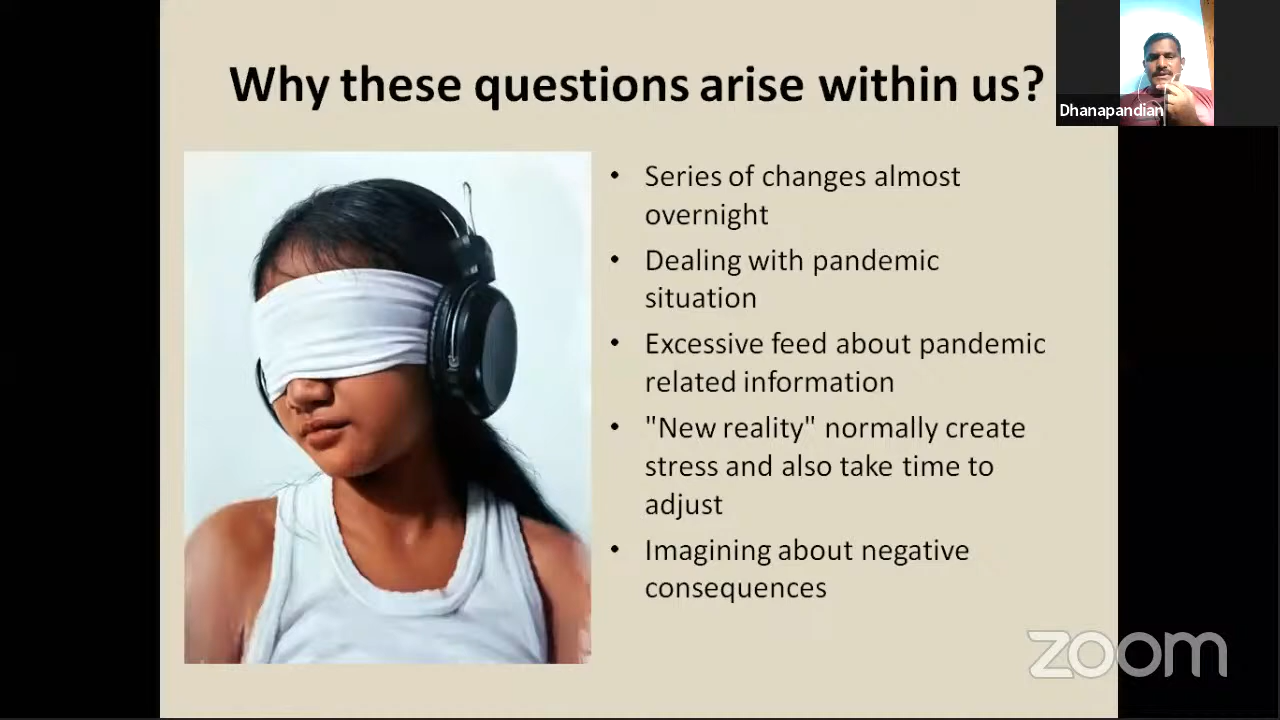 Why these questions arise within us?
Dhanapandian
• Series of changes almost
overnight
• Dealing with pandemic
situation
• Excessive feed about pandemic
related information
• "New reality" normally create
stress and also take time to
adjust
• Imagining about negative
consequences
zoom